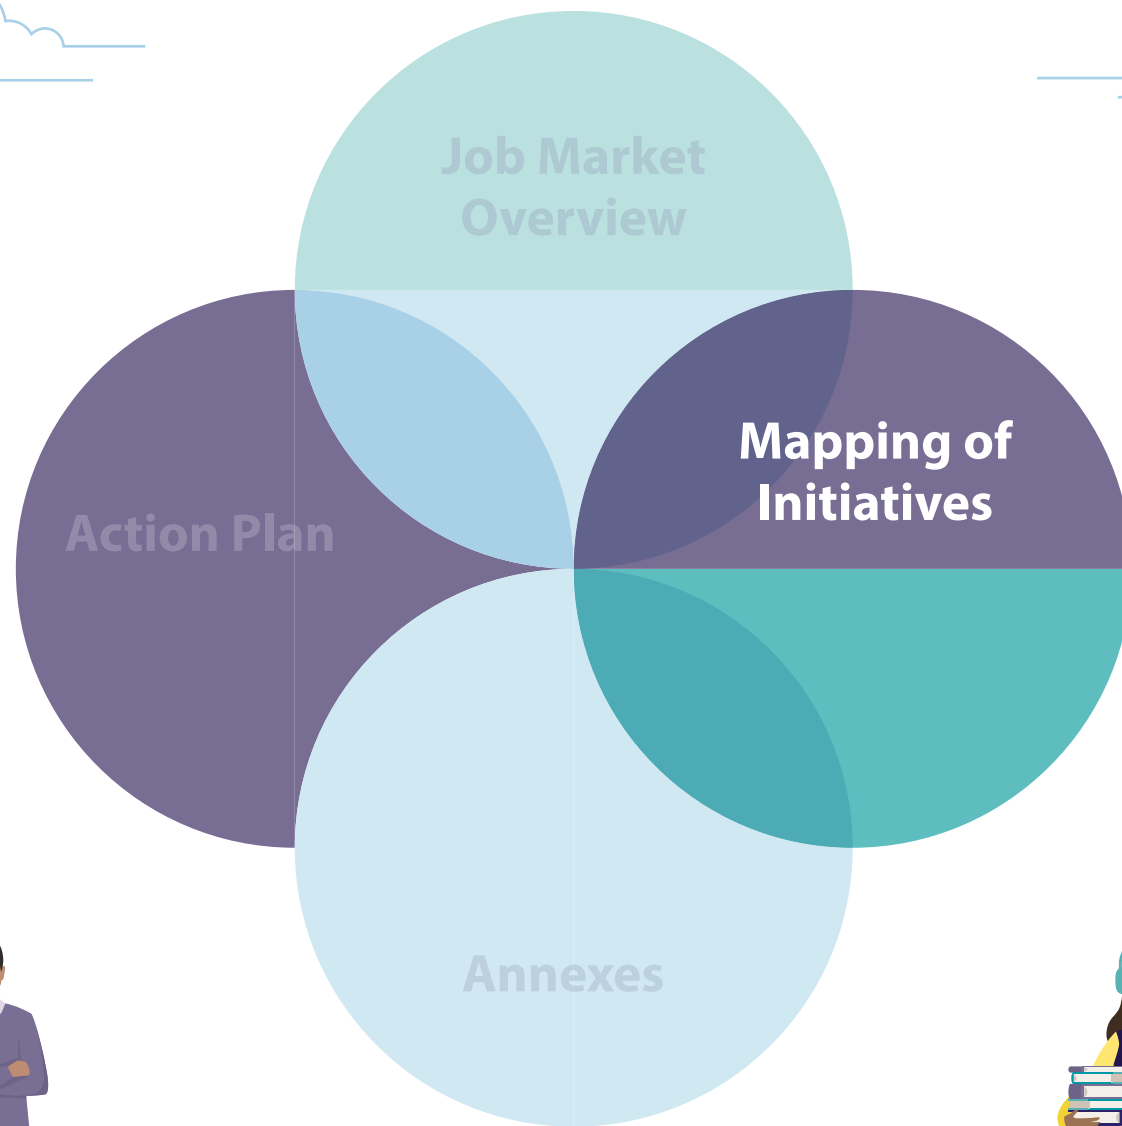 Job Market
Overview
Mapping of
Initiatives
Action Plan
Annexes